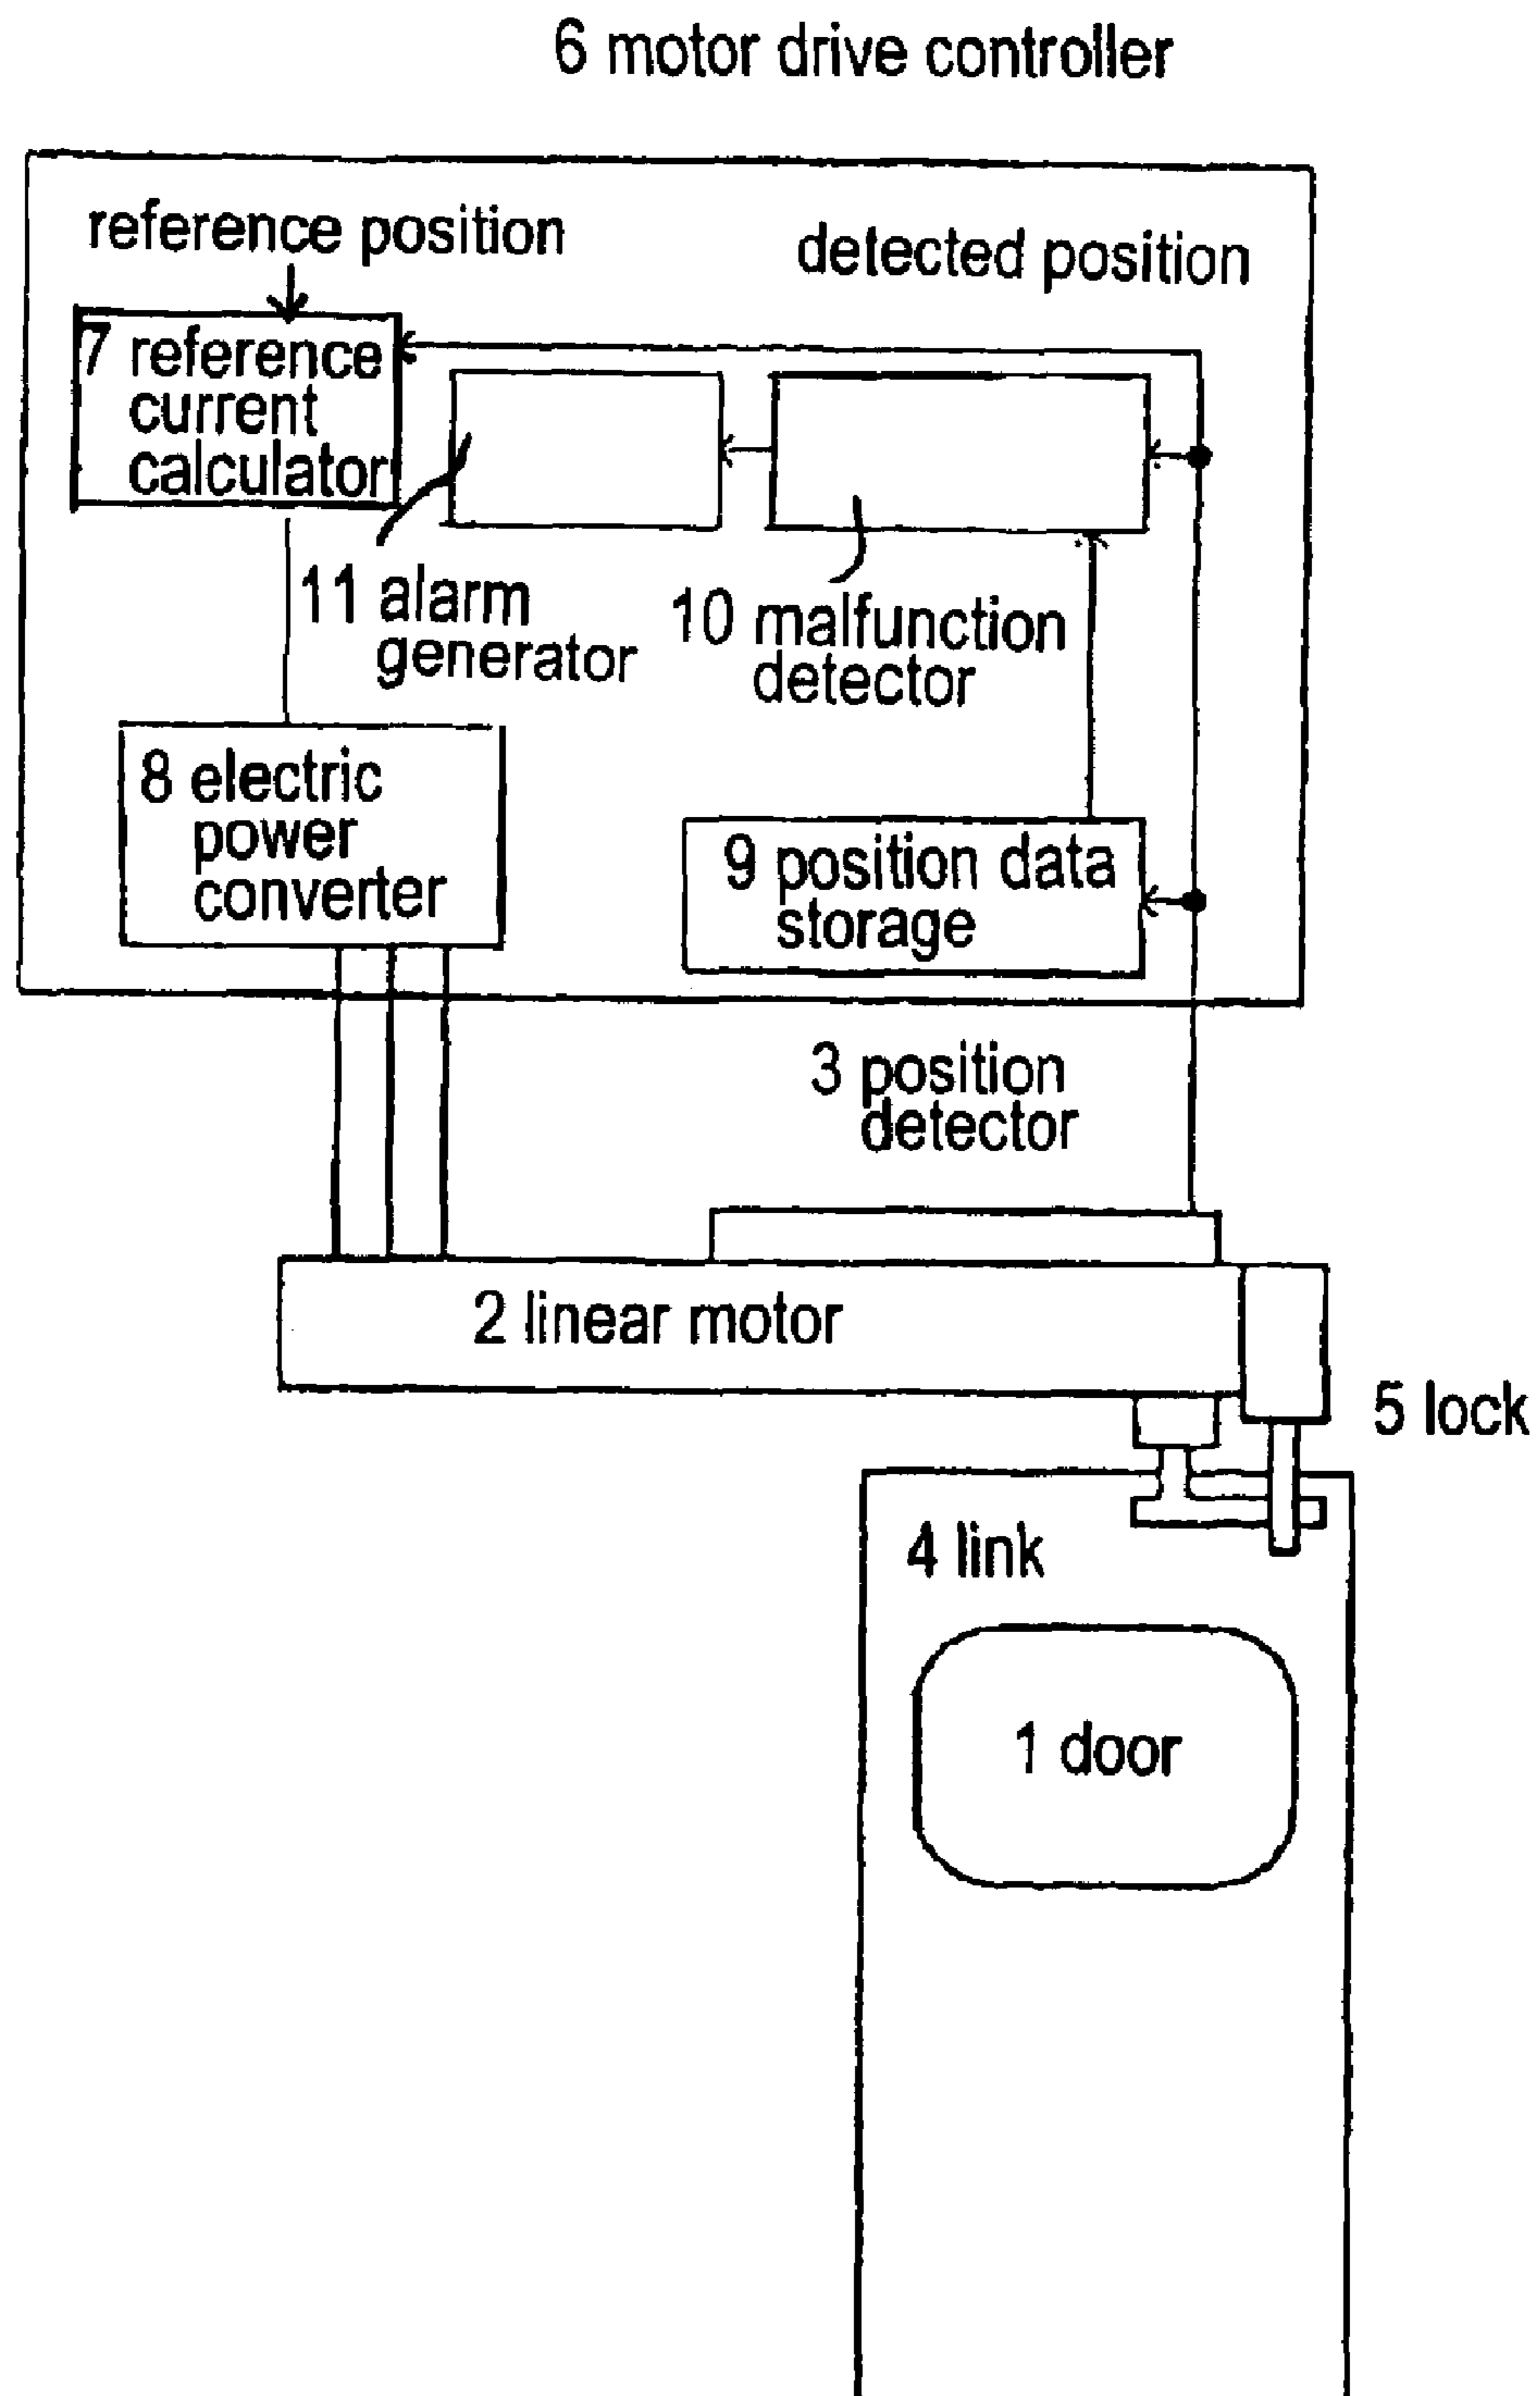 6 motor drive controller
reference position
detected position
7 reference
current
calculator
11 alarm
generator
10 malfunction
detector
8 electric
power
converter
9 position data
storage
3 position
detector
2 linear motor
5 lock
4 link
1 door